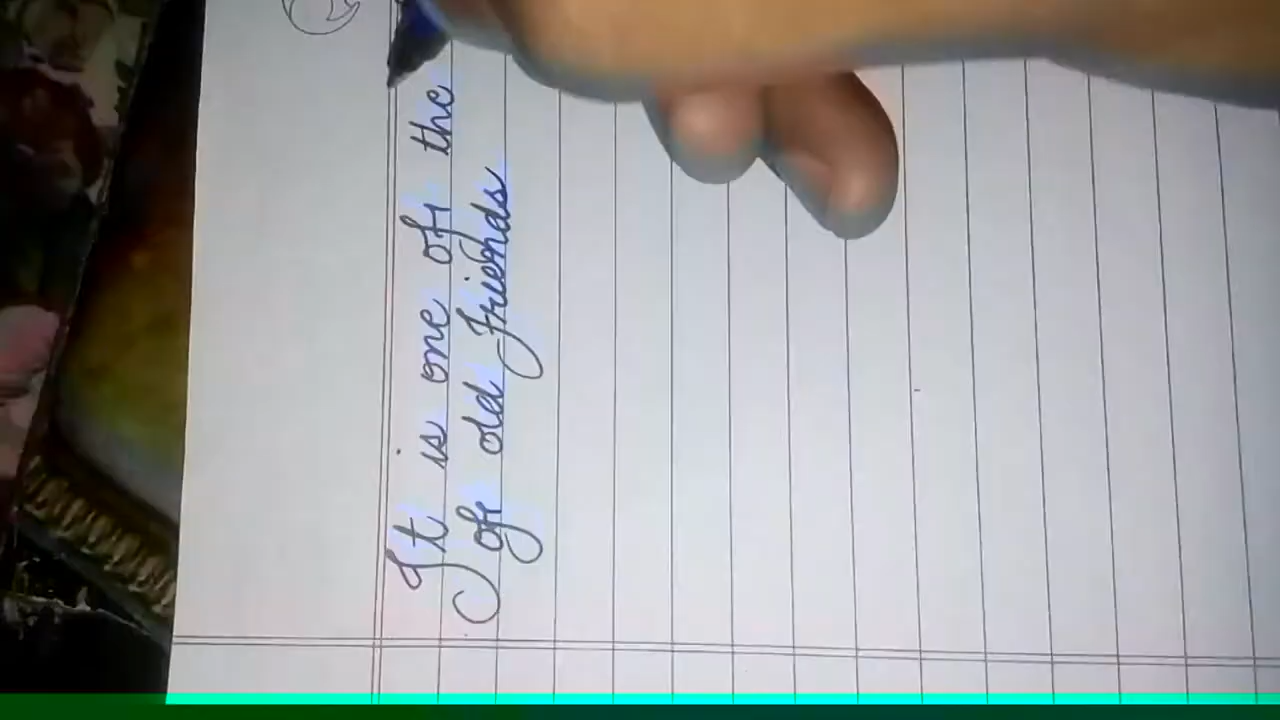 It is one of the
of old friends